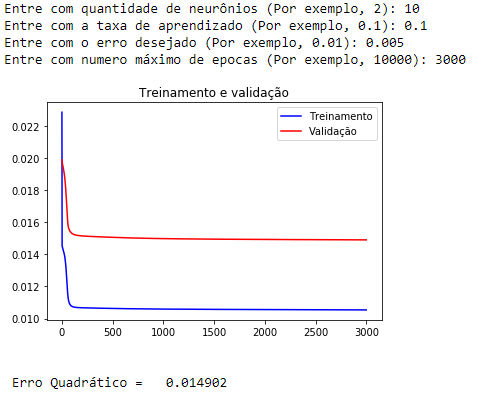 Entre com quantidade de neurônios (Por exemplo, 2): 10
Entre com a taxa de aprendizado (Por exemplo, 0.1): 0.1
Entre com o erro desejado (Por exemplo, 0.01): 0.005
Entre com numero máximo de epocas (Por exemplo, 10000): 3000
Treinamento e validação
Treinamento
Validação
0.022
0.020
0.018
0.016
0.014
0.012
0.010
0 500 1000 1500 2000 2500 3000
Erro Quadrático = 0.014902